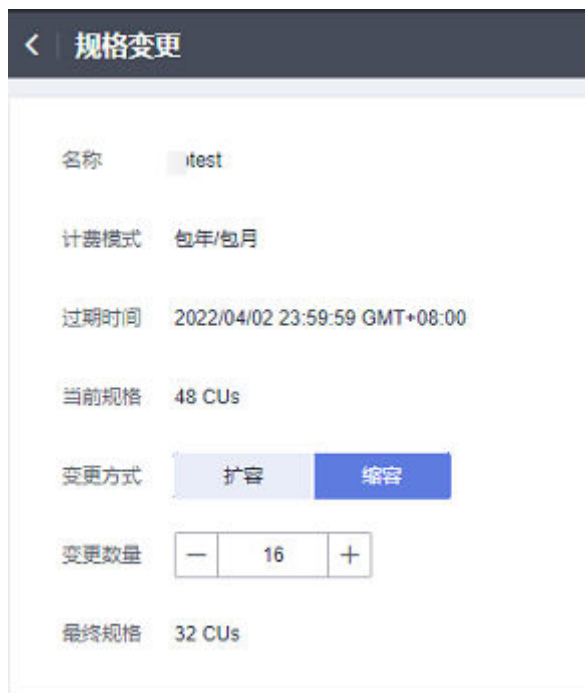 规格变更
名称 test
计费模式 包年/包月
过期时间 2022/04/02 23:59:59 GMT+08:00
当前规格 48 CUs
变更方式 扩容 缩容
变更数量 — 16 +
最终规格 32 CUs